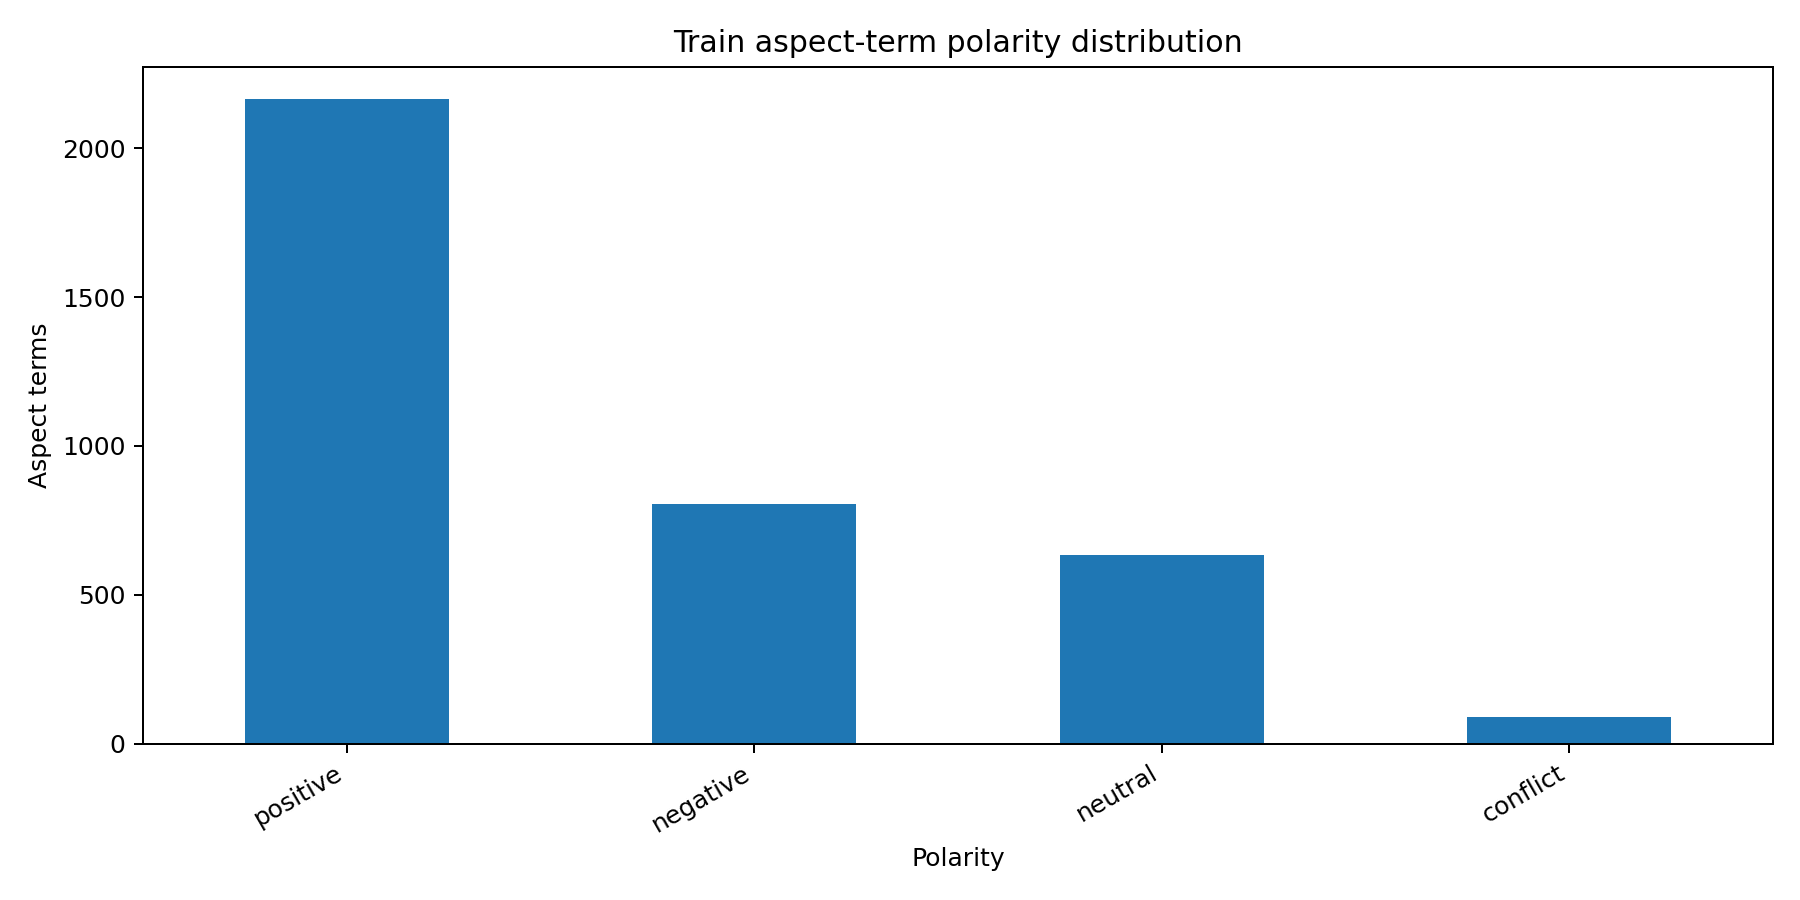 Train aspect-term polarity distribution
Aspect terms
2000
1500
1000
500
0
positive
negative
neutral
conflict
Polarity